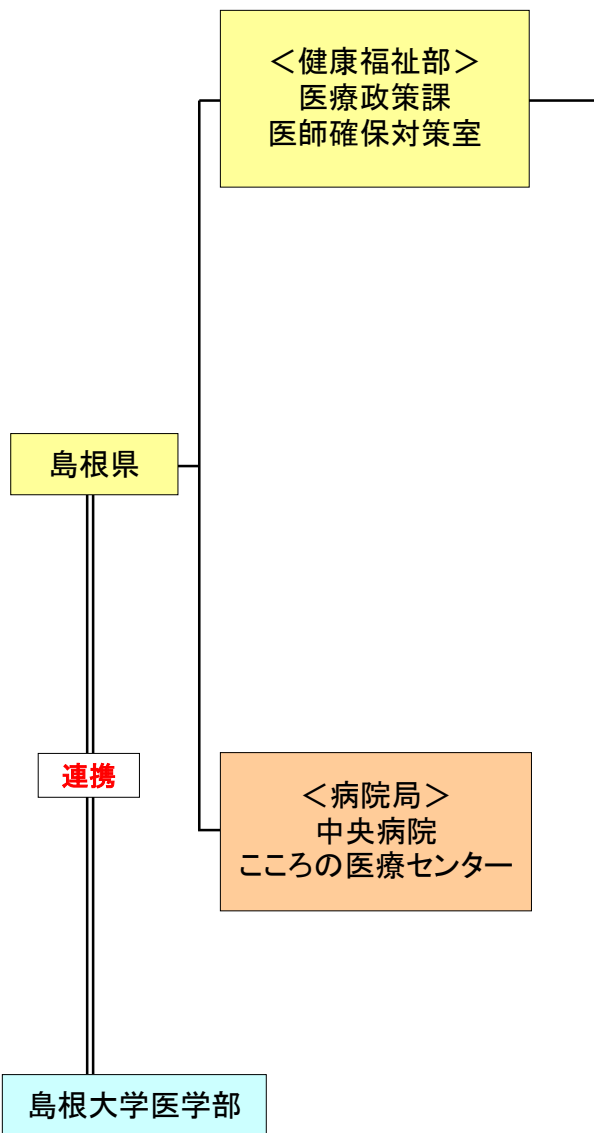 ＜健康福祉部＞
医療政策課
医師確保対策室
島根県
連携
＜病院局＞
中央病院
こころの医療センター
島根大学医学部